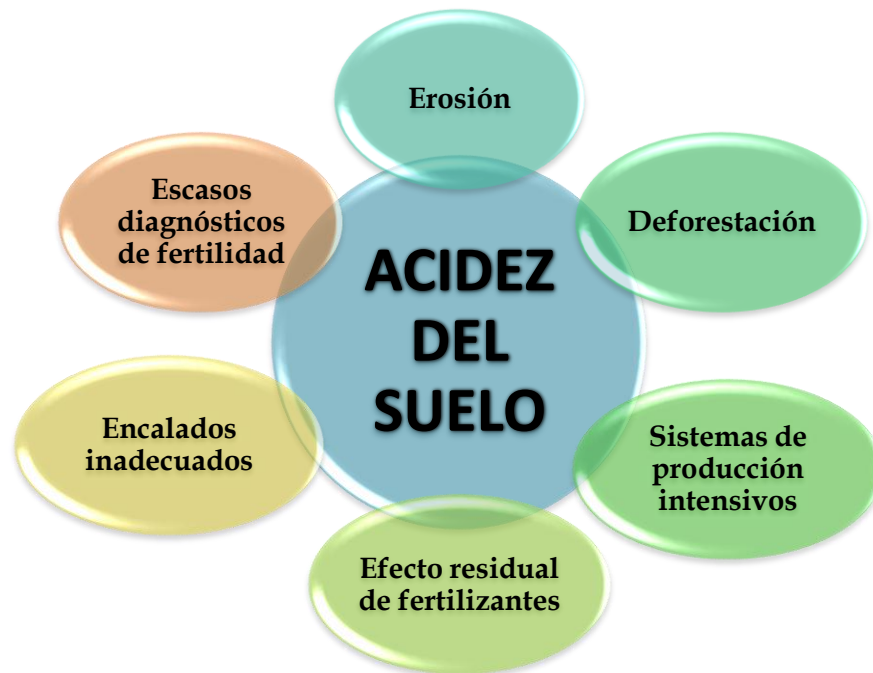 Erosión
Deforestación
Sistemas de
producción
intensivos
Efecto residual
de fertilizantes
Encalados
inadecuados
Escasos
diagnósticos
de fertilidad
ACIDEZ
DEL
SUELO